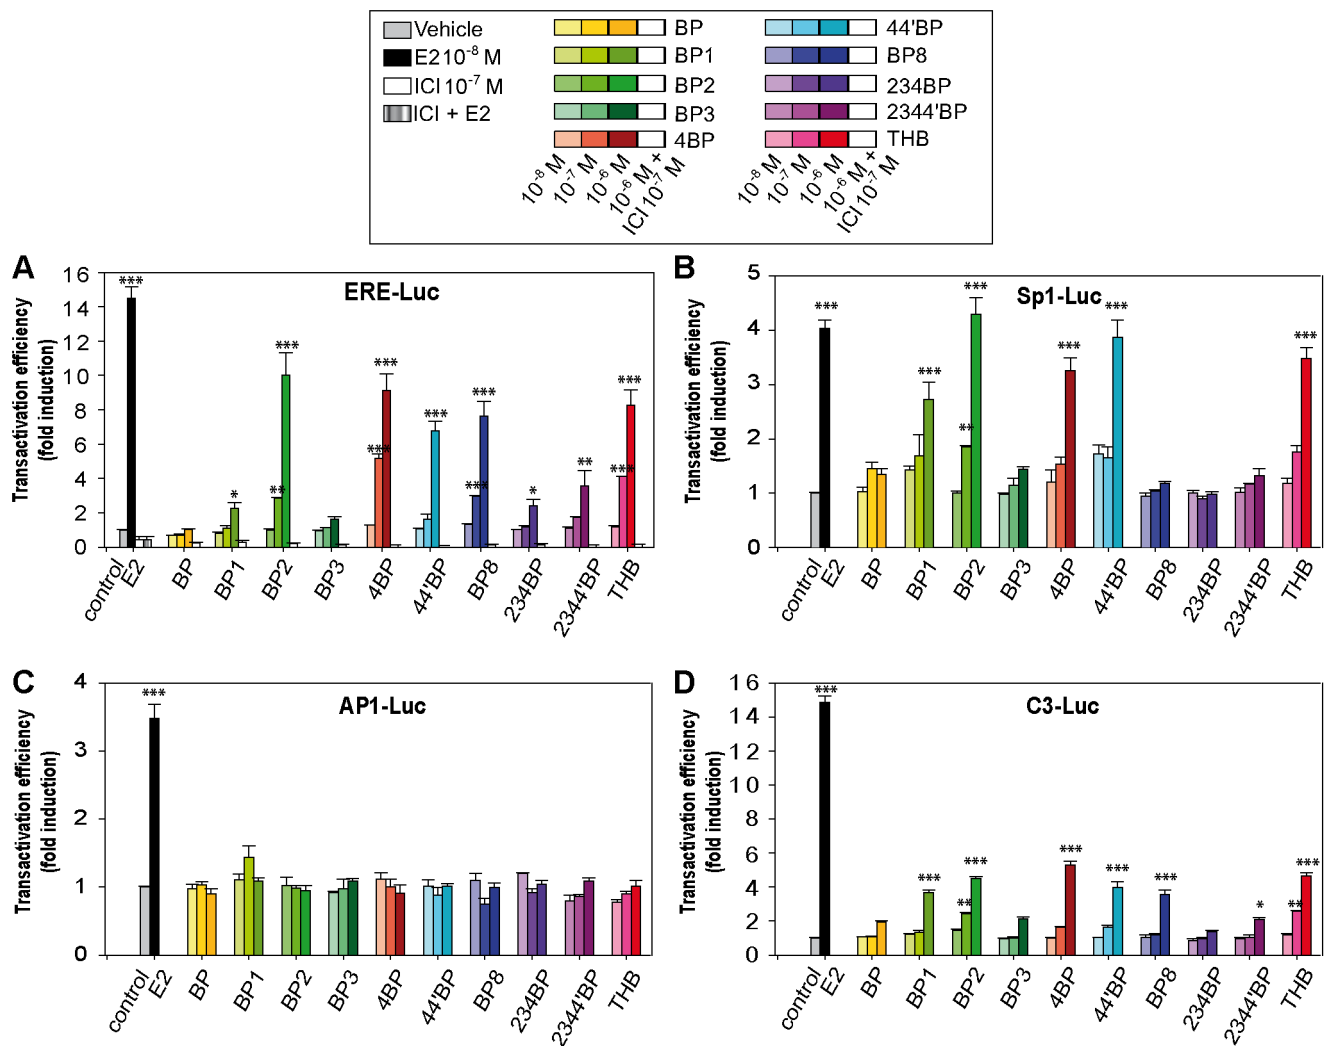 Vehicle
E2 10⁻⁸ M
ICI 10⁻⁷ M
ICI + E2
BP
BP1
BP2
BP3
4BP
10⁻⁸ M
10⁻⁷ M
10⁻⁶ M
10⁻⁶ M +
ICI 10⁻⁷ M
44'BP
BP8
234BP
2344'BP
THB
10⁻⁸ M
10⁻⁷ M
10⁻⁶ M
10⁻⁶ M +
ICI 10⁻⁷ M
A
ERE-Luc
Transactivation efficiency
(fold induction)
16
14
12
10
8
6
4
2
0
***
*
**
***
***
***
***
***
***
*
**
***
***
control
E2
BP
BP1
BP2
BP3
4BP
44'BP
BP8
234BP
2344'BP
THB
B
Sp1-Luc
Transactivation efficiency
(fold induction)
5
4
3
2
1
0
***
***
**
***
***
***
***
control
E2
BP
BP1
BP2
BP3
4BP
44'BP
BP8
234BP
2344'BP
THB
C
AP1-Luc
Transactivation efficiency
(fold induction)
4
3
2
1
0
***
control
E2
BP
BP1
BP2
BP3
4BP
44'BP
BP8
234BP
2344'BP
THB
D
C3-Luc
Transactivation efficiency
(fold induction)
16
14
12
10
8
6
4
2
0
***
***
**
***
***
***
***
*
**
***
control
E2
BP
BP1
BP2
BP3
4BP
44'BP
BP8
234BP
2344'BP
THB